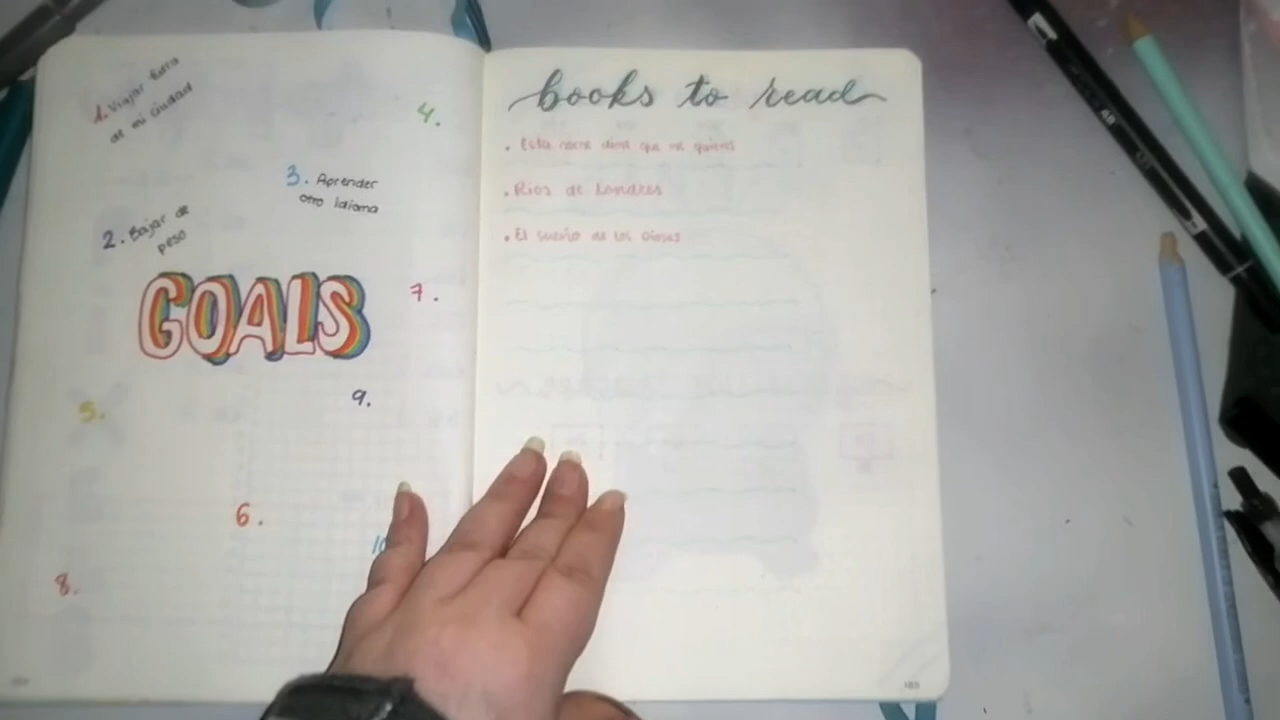 1. Viajar fuera
de mi ciudad
2. Bajar de
peso
3. Aprender
otro idioma
4.
GOALS
7.
5.
9.
6.
10
8.
books to read
. Esta noche dime que me quieres
. Ríos de Londres
. El sueño de los dioses